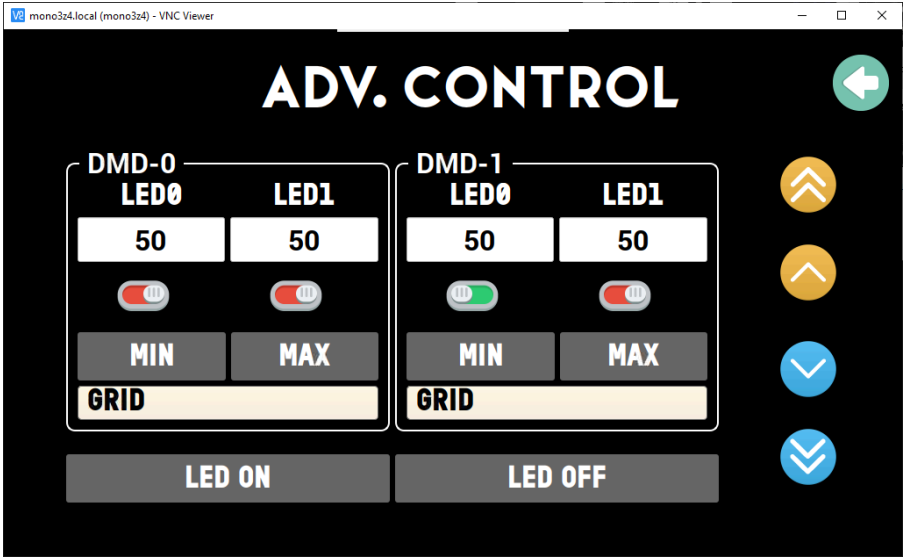 mono3z4.local (mono3z4) - VNC Viewer
ADV. CONTROL
DMD-0
LED0 LED1
50 50
MIN MAX
GRID
DMD-1
LED0 LED1
50 50
MIN MAX
GRID
LED ON LED OFF